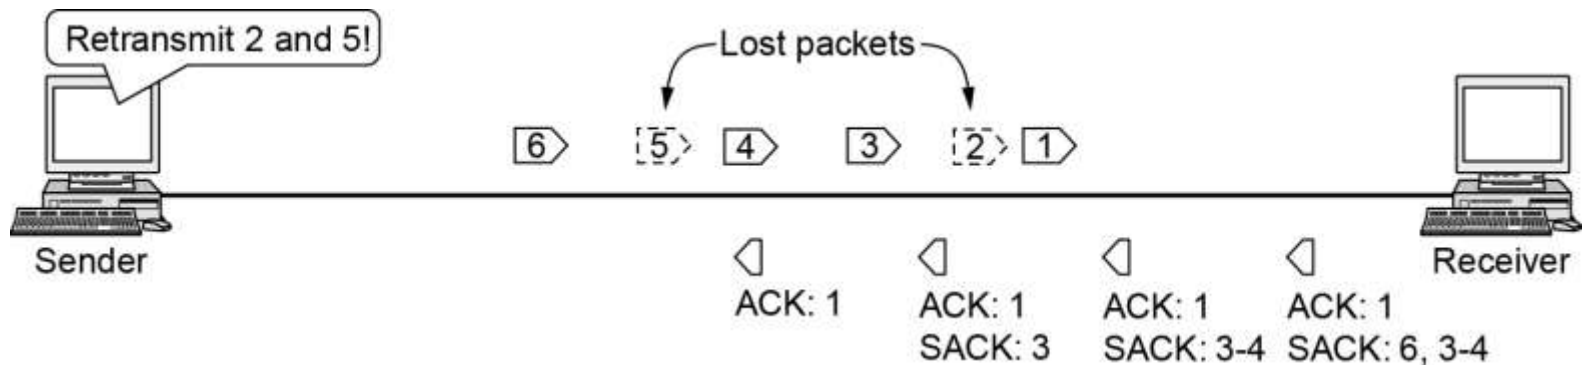 Retransmit 2 and 5!
Lost packets
6 5 4 3 2 1
Sender
Receiver
ACK: 1
ACK: 1
SACK: 3
ACK: 1
SACK: 3-4
ACK: 1
SACK: 6, 3-4